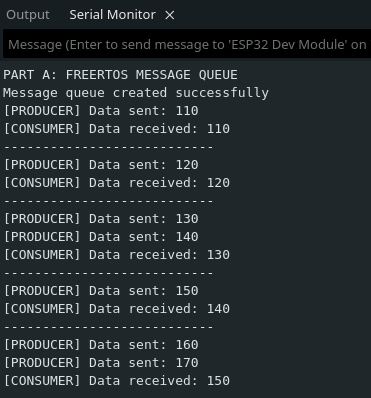 Output Serial Monitor ×
Message (Enter to send message to 'ESP32 Dev Module' on
PART A: FREERTOS MESSAGE QUEUE
Message queue created successfully
[PRODUCER] Data sent: 110
[CONSUMER] Data received: 110
---------------------------
[PRODUCER] Data sent: 120
[CONSUMER] Data received: 120
---------------------------
[PRODUCER] Data sent: 130
[PRODUCER] Data sent: 140
[CONSUMER] Data received: 130
---------------------------
[PRODUCER] Data sent: 150
[CONSUMER] Data received: 140
---------------------------
[PRODUCER] Data sent: 160
[PRODUCER] Data sent: 170
[CONSUMER] Data received: 150